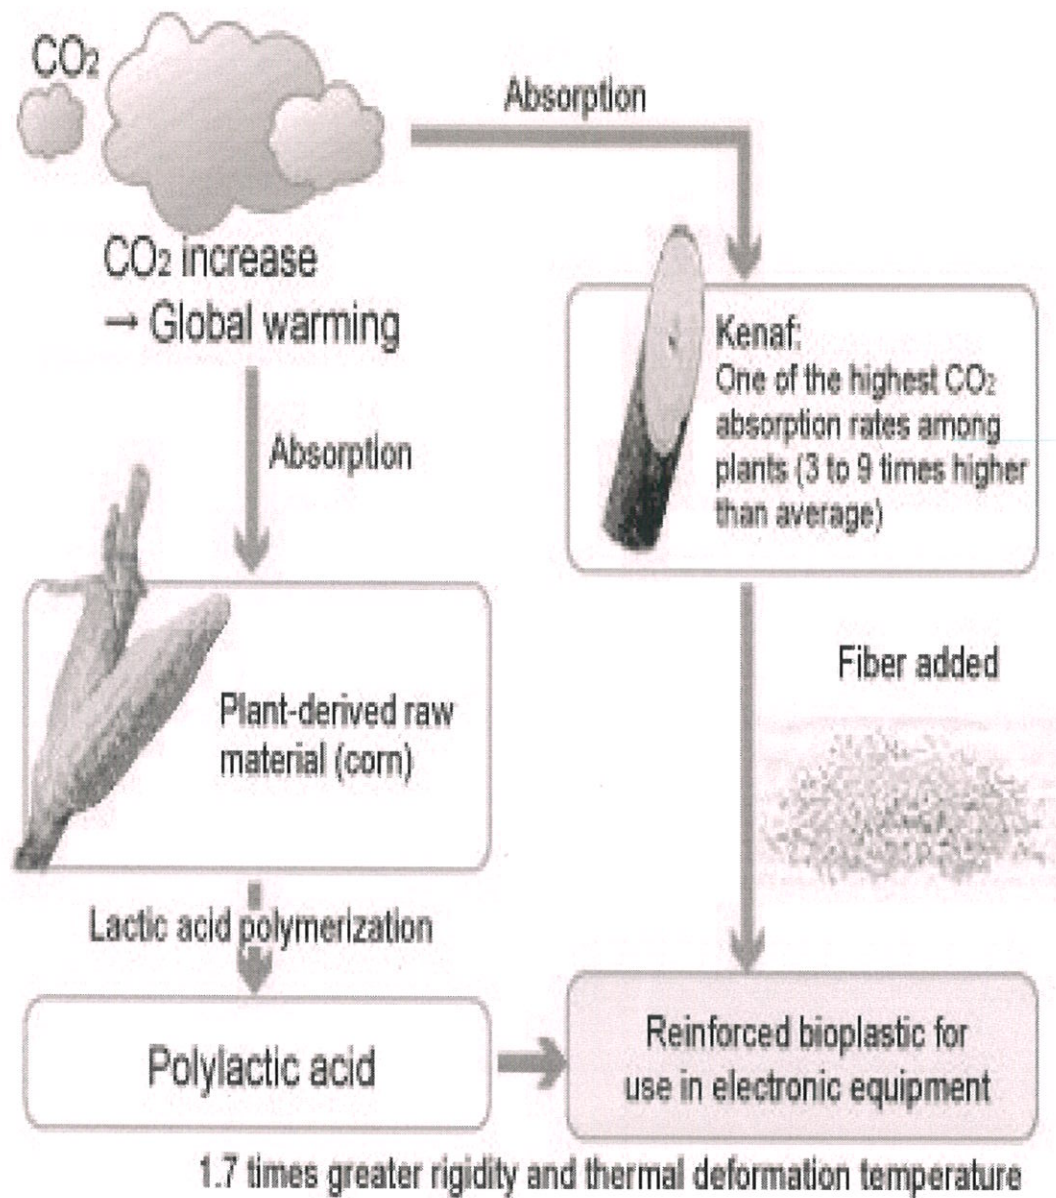 CO₂
Absorption
CO₂ increase
→ Global warming
Absorption
Kenaf:
One of the highest CO₂
absorption rates among
plants (3 to 9 times higher
than average)
Plant-derived raw
material (corn)
Fiber added
Lactic acid polymerization
Polylactic acid
Reinforced bioplastic for
use in electronic equipment
1.7 times greater rigidity and thermal deformation temperature